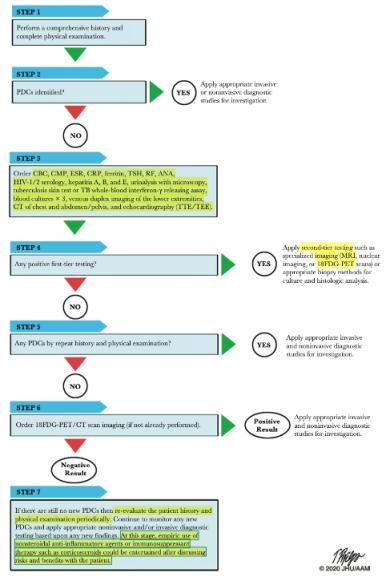 STEP 1
Perform a comprehensive history and
complete physical examination.
STEP 2
PDCs identified?
YES
Apply appropriate invasive
or noninvasive diagnostic
studies for investigation
NO
STEP 3
Order CBC, CMP, ESR, CRP, ferritin, TSH, RF, ANA,
HIV-1/2 serology, hepatitis A, B, and E, urinalysis with microscopy,
tuberculosis skin test or TB whole-blood interferon-γ releasing assay,
blood cultures × 3, venous duplex imaging of the lower extremities,
CT of chest and abdomen/pelvis, and echocardiography (TTE/TEE).
STEP 4
Any positive first-tier testing?
YES
Apply second-tier testing such as
specialized imaging (MRI, nuclear
imaging, or 18FDG-PET scans) or
appropriate biopsy methods for
culture and histologic analysis.
NO
STEP 5
Any PDCs by repeat history and physical examination?
YES
Apply appropriate invasive
and noninvasive diagnostic
studies for investigation.
NO
STEP 6
Order 18FDG-PET/CT scan imaging (if not already performed).
Positive
Result
Apply appropriate invasive
and noninvasive diagnostic
studies for investigation.
Negative
Result
STEP 7
If there are still no new PDCs then re-evaluate the patient history and
physical examination periodically. Continue to monitor any new
PDCs and apply appropriate noninvasive and/or invasive diagnostic
testing based upon any new findings. At this stage, empiric use of
nonsteroidal anti-inflammatory agents or immunosuppressant
therapy such as corticosteroids could be entertained after discussing
risks and benefits with the patient.
© 2020 JHU/AAM